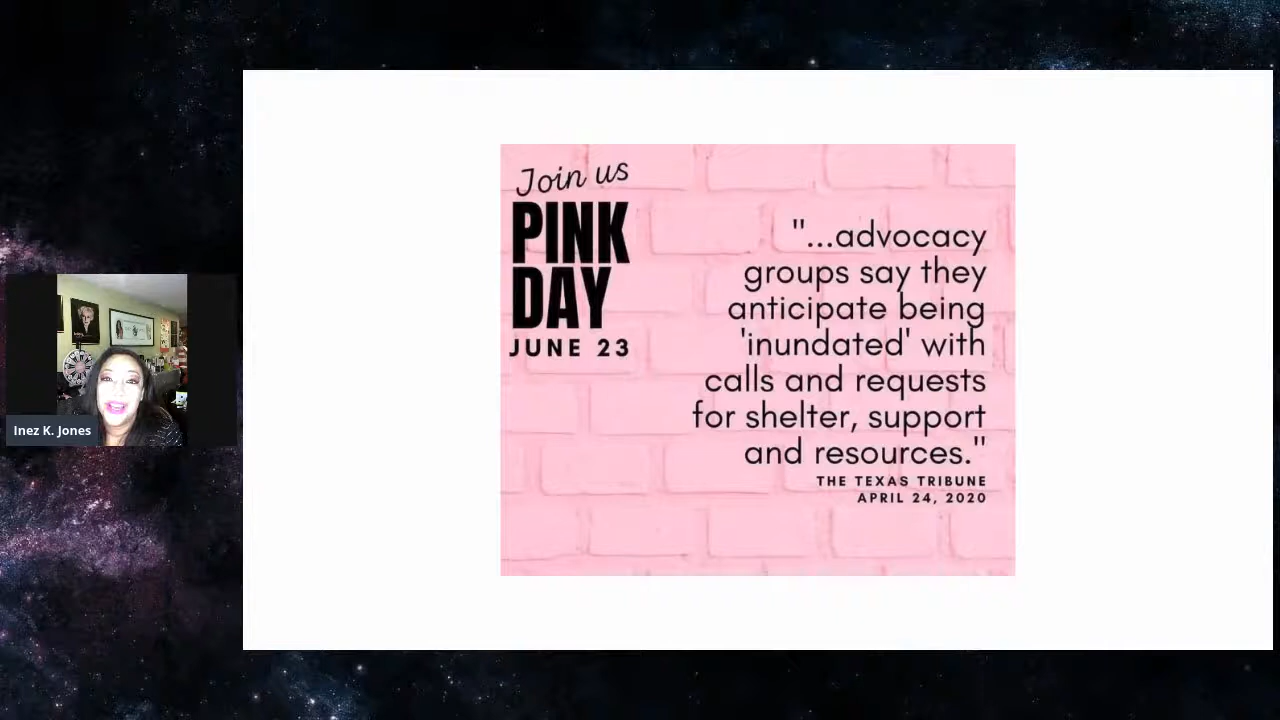 Join us
PINK
DAY
JUNE 23
"...advocacy
groups say they
anticipate being
'inundated' with
calls and requests
for shelter, support
and resources."
THE TEXAS TRIBUNE
APRIL 24, 2020
Inez K. Jones